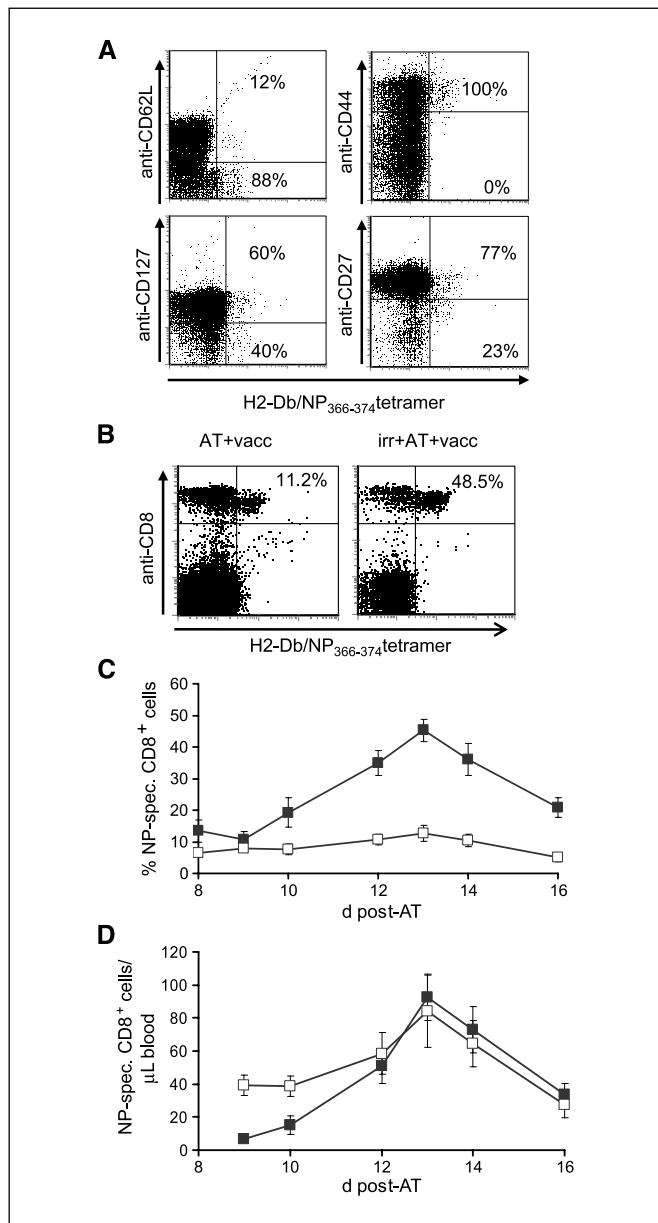 A
anti-CD62L
12%
88%
anti-CD44
100%
0%
anti-CD127
60%
40%
anti-CD27
77%
23%
H2-Db/NP366-374tetramer
B
AT+vacc
irr+AT+vacc
anti-CD8
11.2%
48.5%
H2-Db/NP366-374tetramer
C
% NP-spec. CD8+ cells
60
50
40
30
20
10
0
8
10
12
14
16
d post-AT
D
NP-spec. CD8+ cells/
µL blood
120
100
80
60
40
20
0
8
10
12
14
16
d post-AT